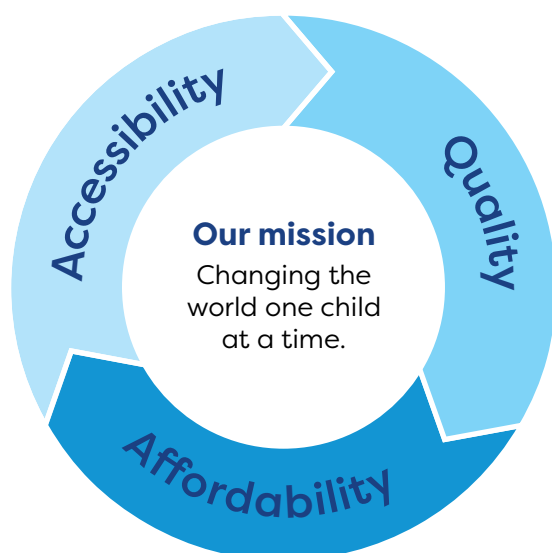 Accessibility
Quality
Our mission
Changing the
world one child
at a time.
Affordability